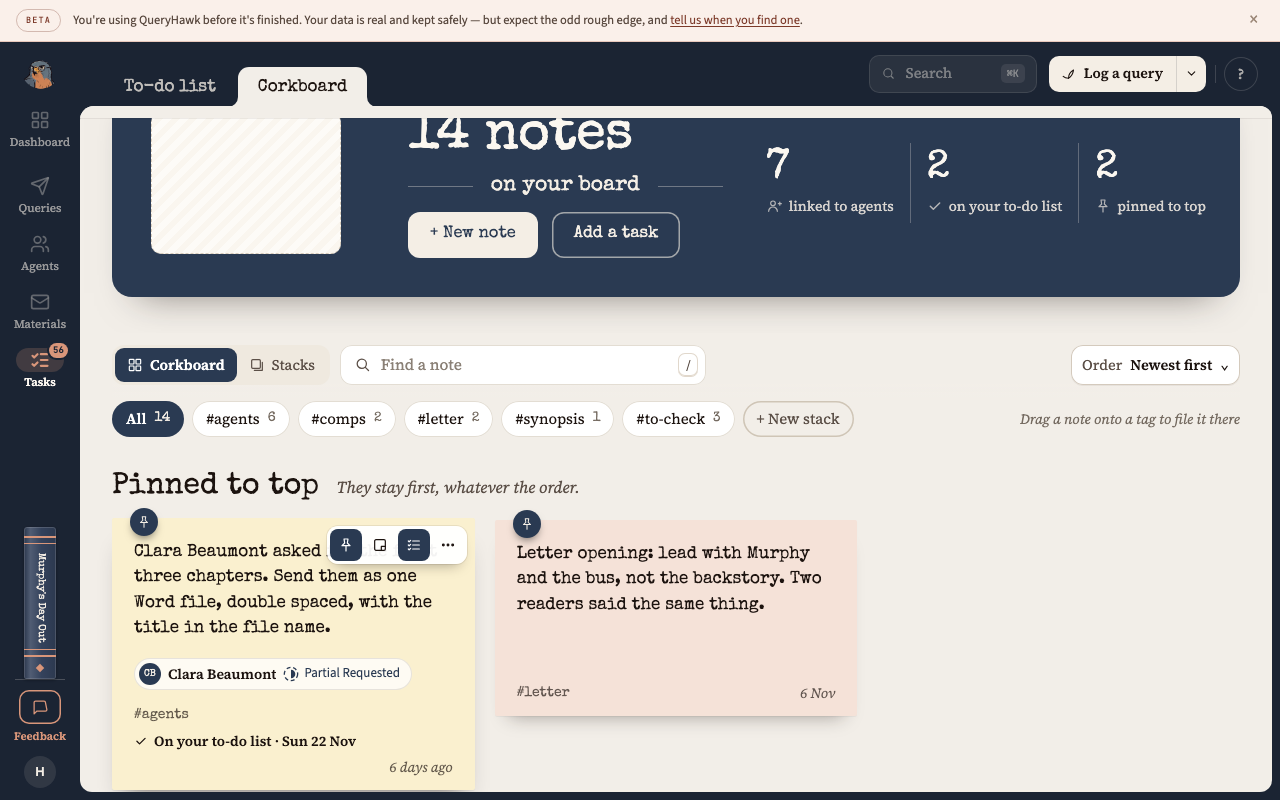 BETA
You're using QueryHawk before it's finished. Your data is real and kept safely — but expect the odd rough edge, and tell us when you find one.
×
To-do list
Corkboard
Search
⌘K
Log a query
?
Dashboard
Queries
Agents
Materials
56
Tasks
Murphy's Day Out
Feedback
H
14 notes
on your board
+ New note
Add a task
7
linked to agents
2
on your to-do list
2
pinned to top
Corkboard
Stacks
Find a note
/
Order Newest first
All 14
#agents 6
#comps 2
#letter 2
#synopsis 1
#to-check 3
+ New stack
Drag a note onto a tag to file it there
Pinned to top
They stay first, whatever the order.
Clara Beaumont asked
three chapters. Send them as one
Word file, double spaced, with the
title in the file name.
CB
Clara Beaumont
Partial Requested
#agents
On your to-do list · Sun 22 Nov
6 days ago
Letter opening: lead with Murphy
and the bus, not the backstory. Two
readers said the same thing.
#letter
6 Nov